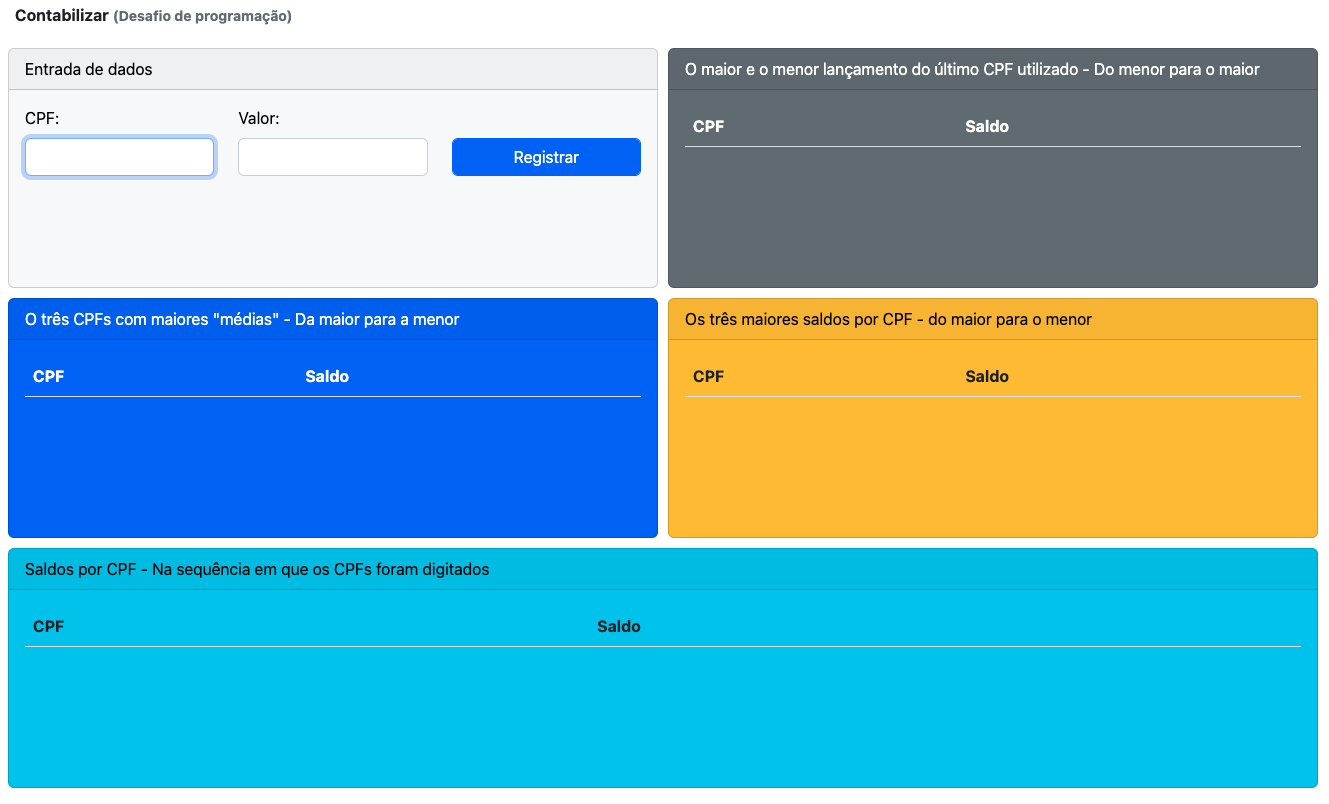 Contabilizar (Desafio de programação)
Entrada de dados
CPF:
Valor:
Registrar
O maior e o menor lançamento do último CPF utilizado - Do menor para o maior
CPF Saldo
O três CPFs com maiores "médias" - Da maior para a menor
CPF Saldo
Os três maiores saldos por CPF - do maior para o menor
CPF Saldo
Saldos por CPF - Na sequência em que os CPFs foram digitados
CPF Saldo